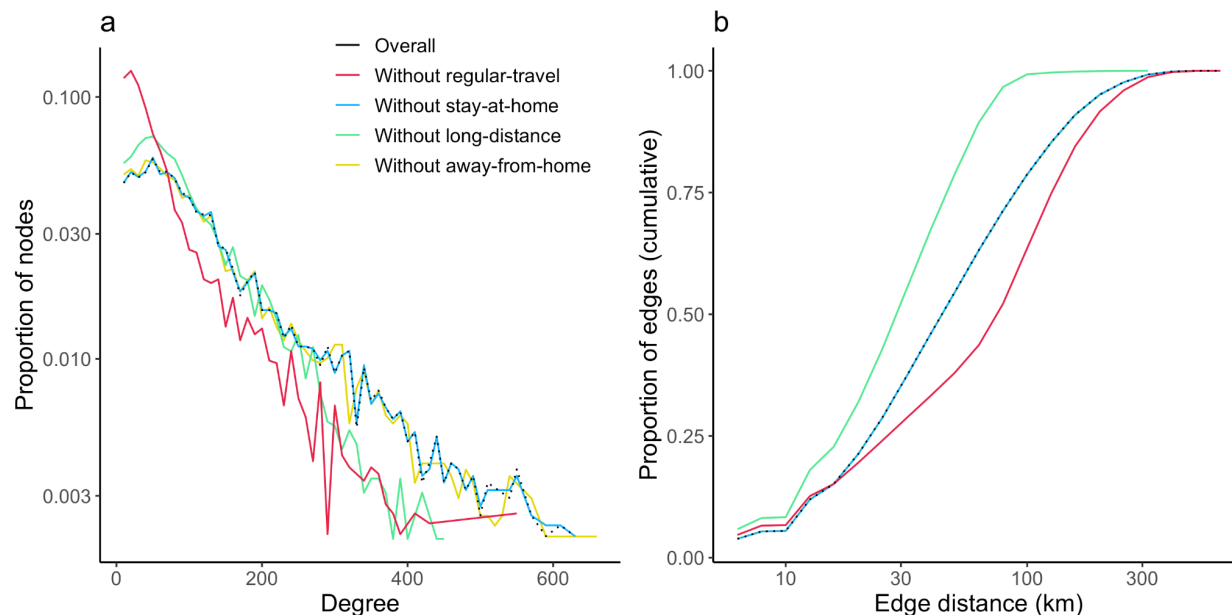 a
Proportion of nodes
0.100
0.030
0.010
0.003
0
200
400
600
Degree
Overall
Without regular-travel
Without stay-at-home
Without long-distance
Without away-from-home
b
Proportion of edges (cumulative)
1.00
0.75
0.50
0.25
0.00
10
30
100
300
Edge distance (km)